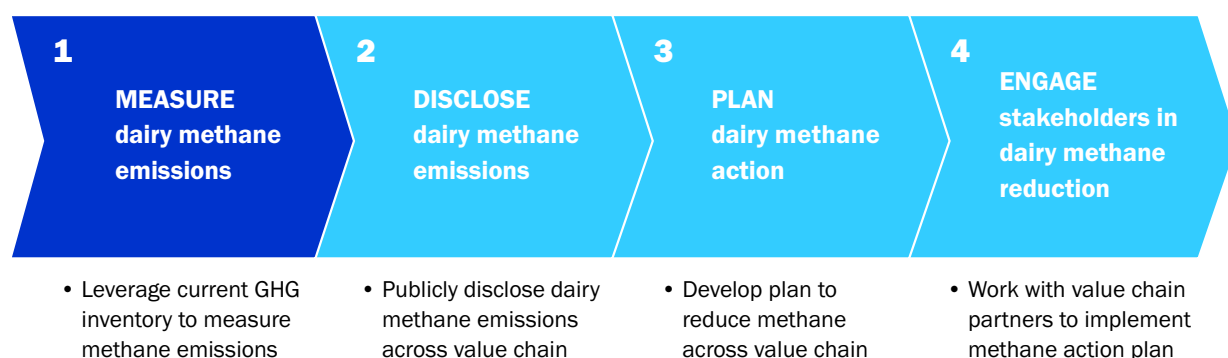 1
MEASURE
dairy methane
emissions
2
DISCLOSE
dairy methane
emissions
3
PLAN
dairy methane
action
4
ENGAGE
stakeholders in
dairy methane
reduction
• Leverage current GHG
inventory to measure
methane emissions
• Publicly disclose dairy
methane emissions
across value chain
• Develop plan to
reduce methane
across value chain
• Work with value chain
partners to implement
methane action plan